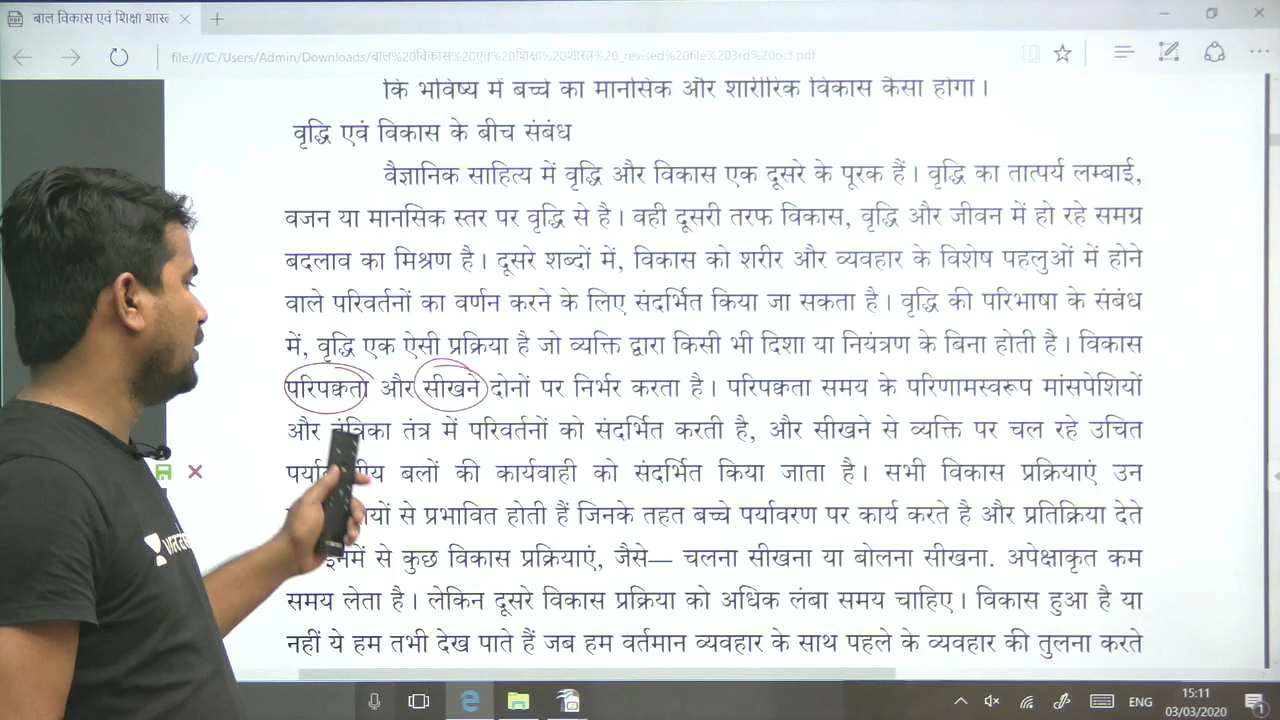 बाल विकास एवं शिक्षा शास्त
file:///C:/Users/Admin/Downloads/बाल%20विकास%20एवं%20शिक्षा%20शास्त्र%20_revised%20file%203rd%20oct.pdf
कि भविष्य में बच्चे का मानसिक और शारीरिक विकास कैसा होगा।
वृद्धि एवं विकास के बीच संबंध
वैज्ञानिक साहित्य में वृद्धि और विकास एक दूसरे के पूरक हैं। वृद्धि का तात्पर्य लम्बाई,
वजन या मानसिक स्तर पर वृद्धि से है। वही दूसरी तरफ विकास, वृद्धि और जीवन में हो रहे समग्र
बदलाव का मिश्रण है। दूसरे शब्दों में, विकास को शरीर और व्यवहार के विशेष पहलुओं में होने
वाले परिवर्तनों का वर्णन करने के लिए संदर्भित किया जा सकता है। वृद्धि की परिभाषा के संबंध
में, वृद्धि एक ऐसी प्रक्रिया है जो व्यक्ति द्वारा किसी भी दिशा या नियंत्रण के बिना होती है। विकास
परिपक्वता और सीखने दोनों पर निर्भर करता है। परिपक्वता समय के परिणामस्वरूप मांसपेशियों
और तंत्रिका तंत्र में परिवर्तनों को संदर्भित करती है, और सीखने से व्यक्ति पर चल रहे उचित
बलों की कार्यवाही को संदर्भित किया जाता है। सभी विकास प्रक्रियाएं उन
से प्रभावित होती हैं जिनके तहत बच्चे पर्यावरण पर कार्य करते है और प्रतिक्रिया देते
इनमें से कुछ विकास प्रक्रियाएं, जैसे— चलना सीखना या बोलना सीखना. अपेक्षाकृत कम
समय लेता है। लेकिन दूसरे विकास प्रक्रिया को अधिक लंबा समय चाहिए। विकास हुआ है या
नहीं ये हम तभी देख पाते हैं जब हम वर्तमान व्यवहार के साथ पहले के व्यवहार की तुलना करते
ENG
15:11
03/03/2020